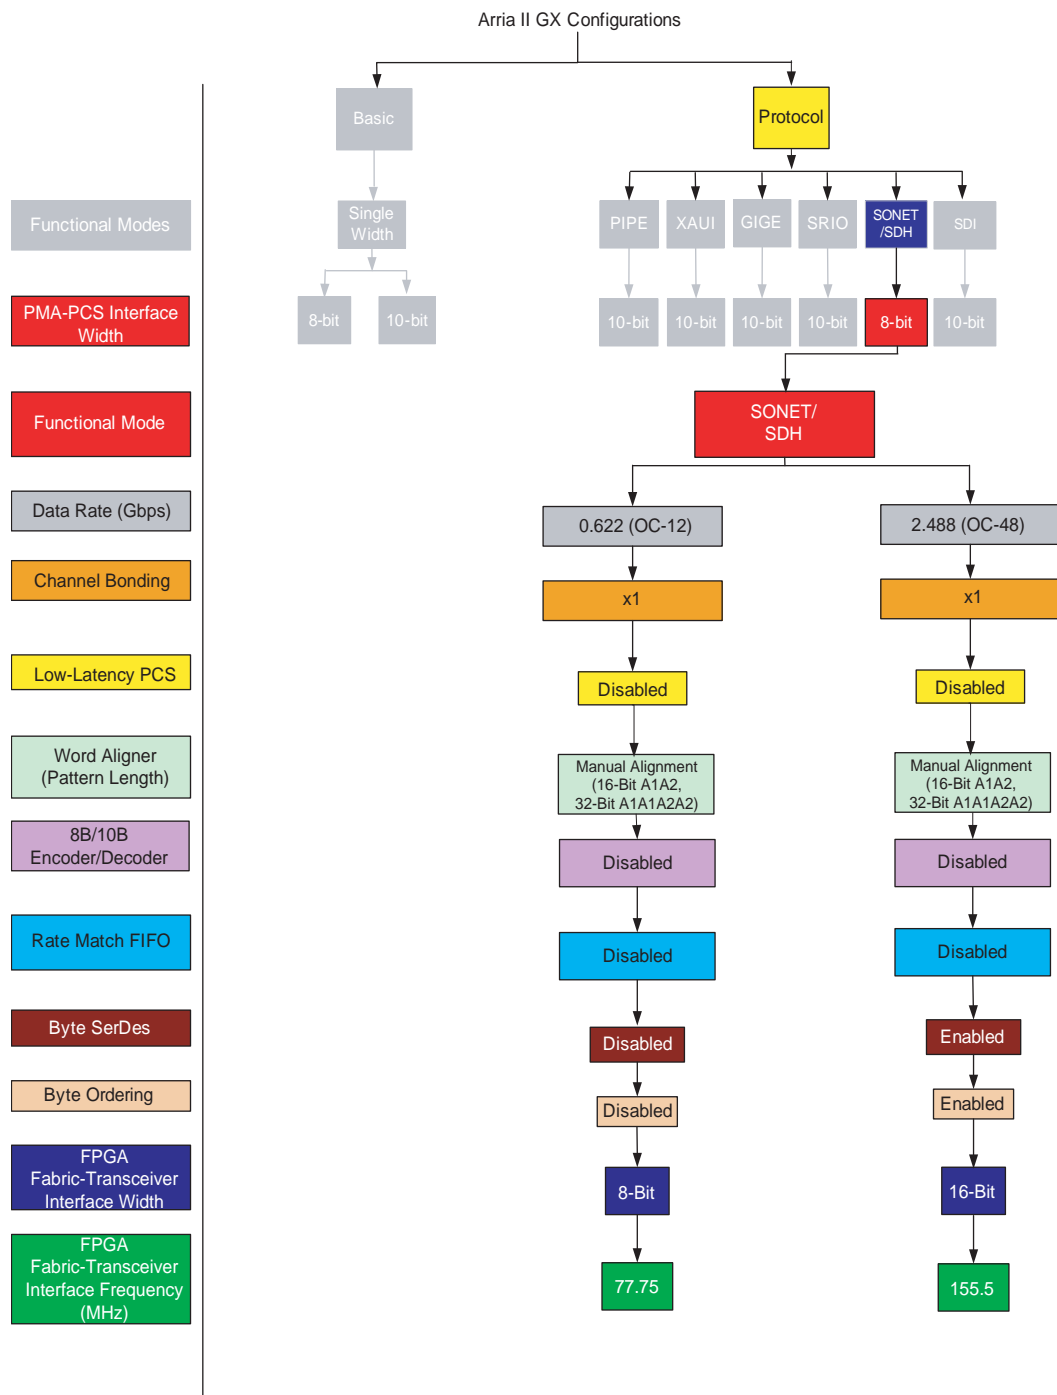 Arria II GX Configurations
Basic
Protocol
Functional Modes
Single
Width
PIPE
XAUI
GIGE
SRIO
SONET
/SDH
SDI
PMA-PCS Interface
Width
8-bit
10-bit
10-bit
10-bit
10-bit
10-bit
8-bit
10-bit
Functional Mode
SONET/
SDH
Data Rate (Gbps)
0.622 (OC-12)
2.488 (OC-48)
Channel Bonding
x1
x1
Low-Latency PCS
Disabled
Disabled
Word Aligner
(Pattern Length)
Manual Alignment
(16-Bit A1A2,
32-Bit A1A1A2A2)
Manual Alignment
(16-Bit A1A2,
32-Bit A1A1A2A2)
8B/10B
Encoder/Decoder
Disabled
Disabled
Rate Match FIFO
Disabled
Disabled
Byte SerDes
Disabled
Enabled
Byte Ordering
Disabled
Enabled
FPGA
Fabric-Transceiver
Interface Width
8-Bit
16-Bit
FPGA
Fabric-Transceiver
Interface Frequency
(MHz)
77.75
155.5